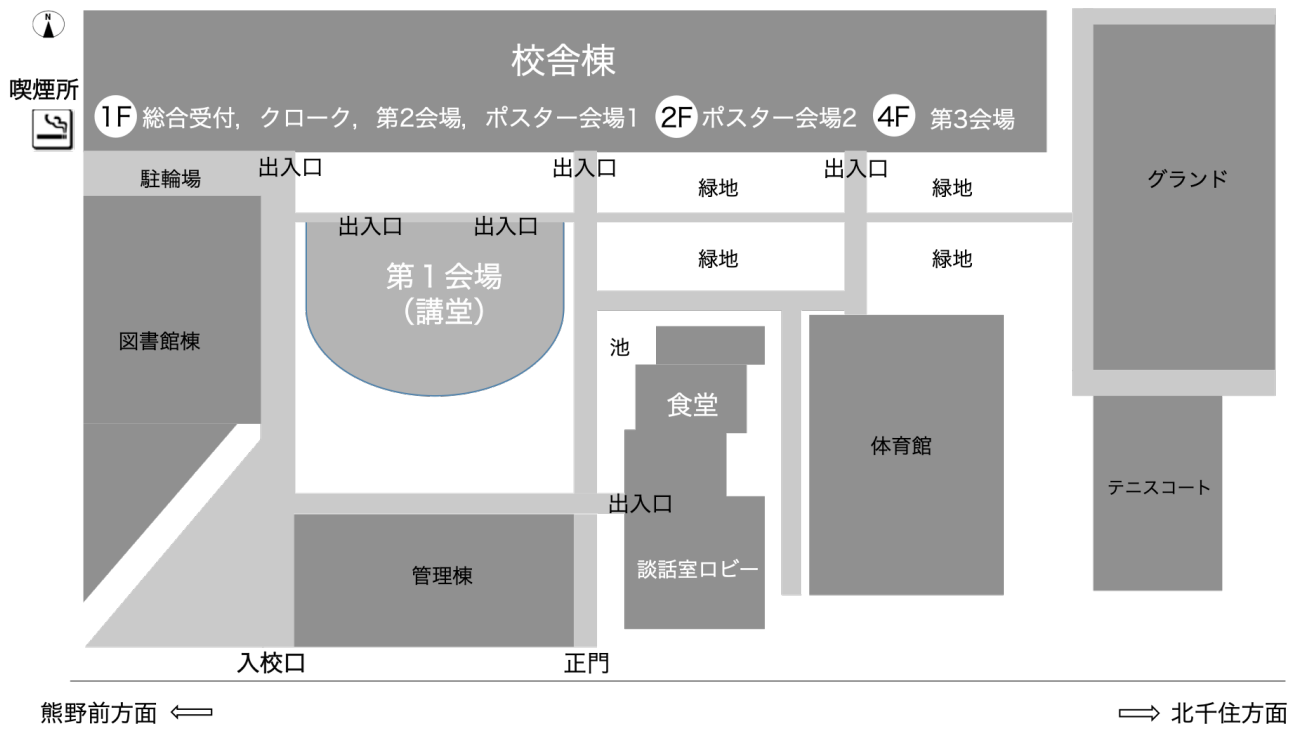 N
校舎棟
喫煙所
1F 総合受付, クローク, 第2会場, ポスター会場1 2F ポスター会場2 4F 第3会場
出入口
出入口
出入口
駐輪場
緑地
緑地
グランド
出入口
出入口
緑地
緑地
第1会場
（講堂）
図書館棟
池
食堂
体育館
テニスコート
出入口
管理棟
談話室ロビー
入校口
正門
熊野前方面
北千住方面